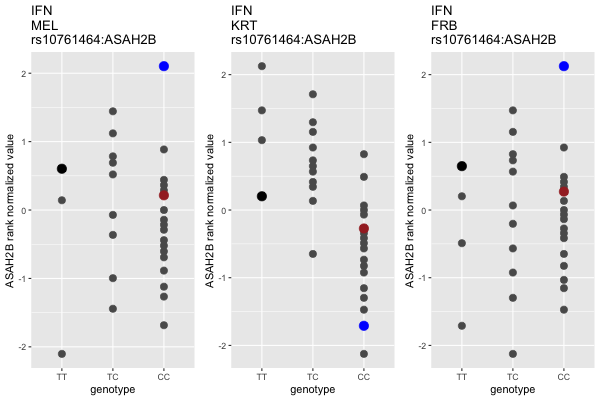 IFN
MEL
rs10761464:ASAH2B
ASAH2B rank normalized value
2
1
0
-1
-2
TT TC CC
genotype
IFN
KRT
rs10761464:ASAH2B
ASAH2B rank normalized value
2
1
0
-1
-2
TT TC CC
genotype
IFN
FRB
rs10761464:ASAH2B
ASAH2B rank normalized value
2
1
0
-1
-2
TT TC CC
genotype